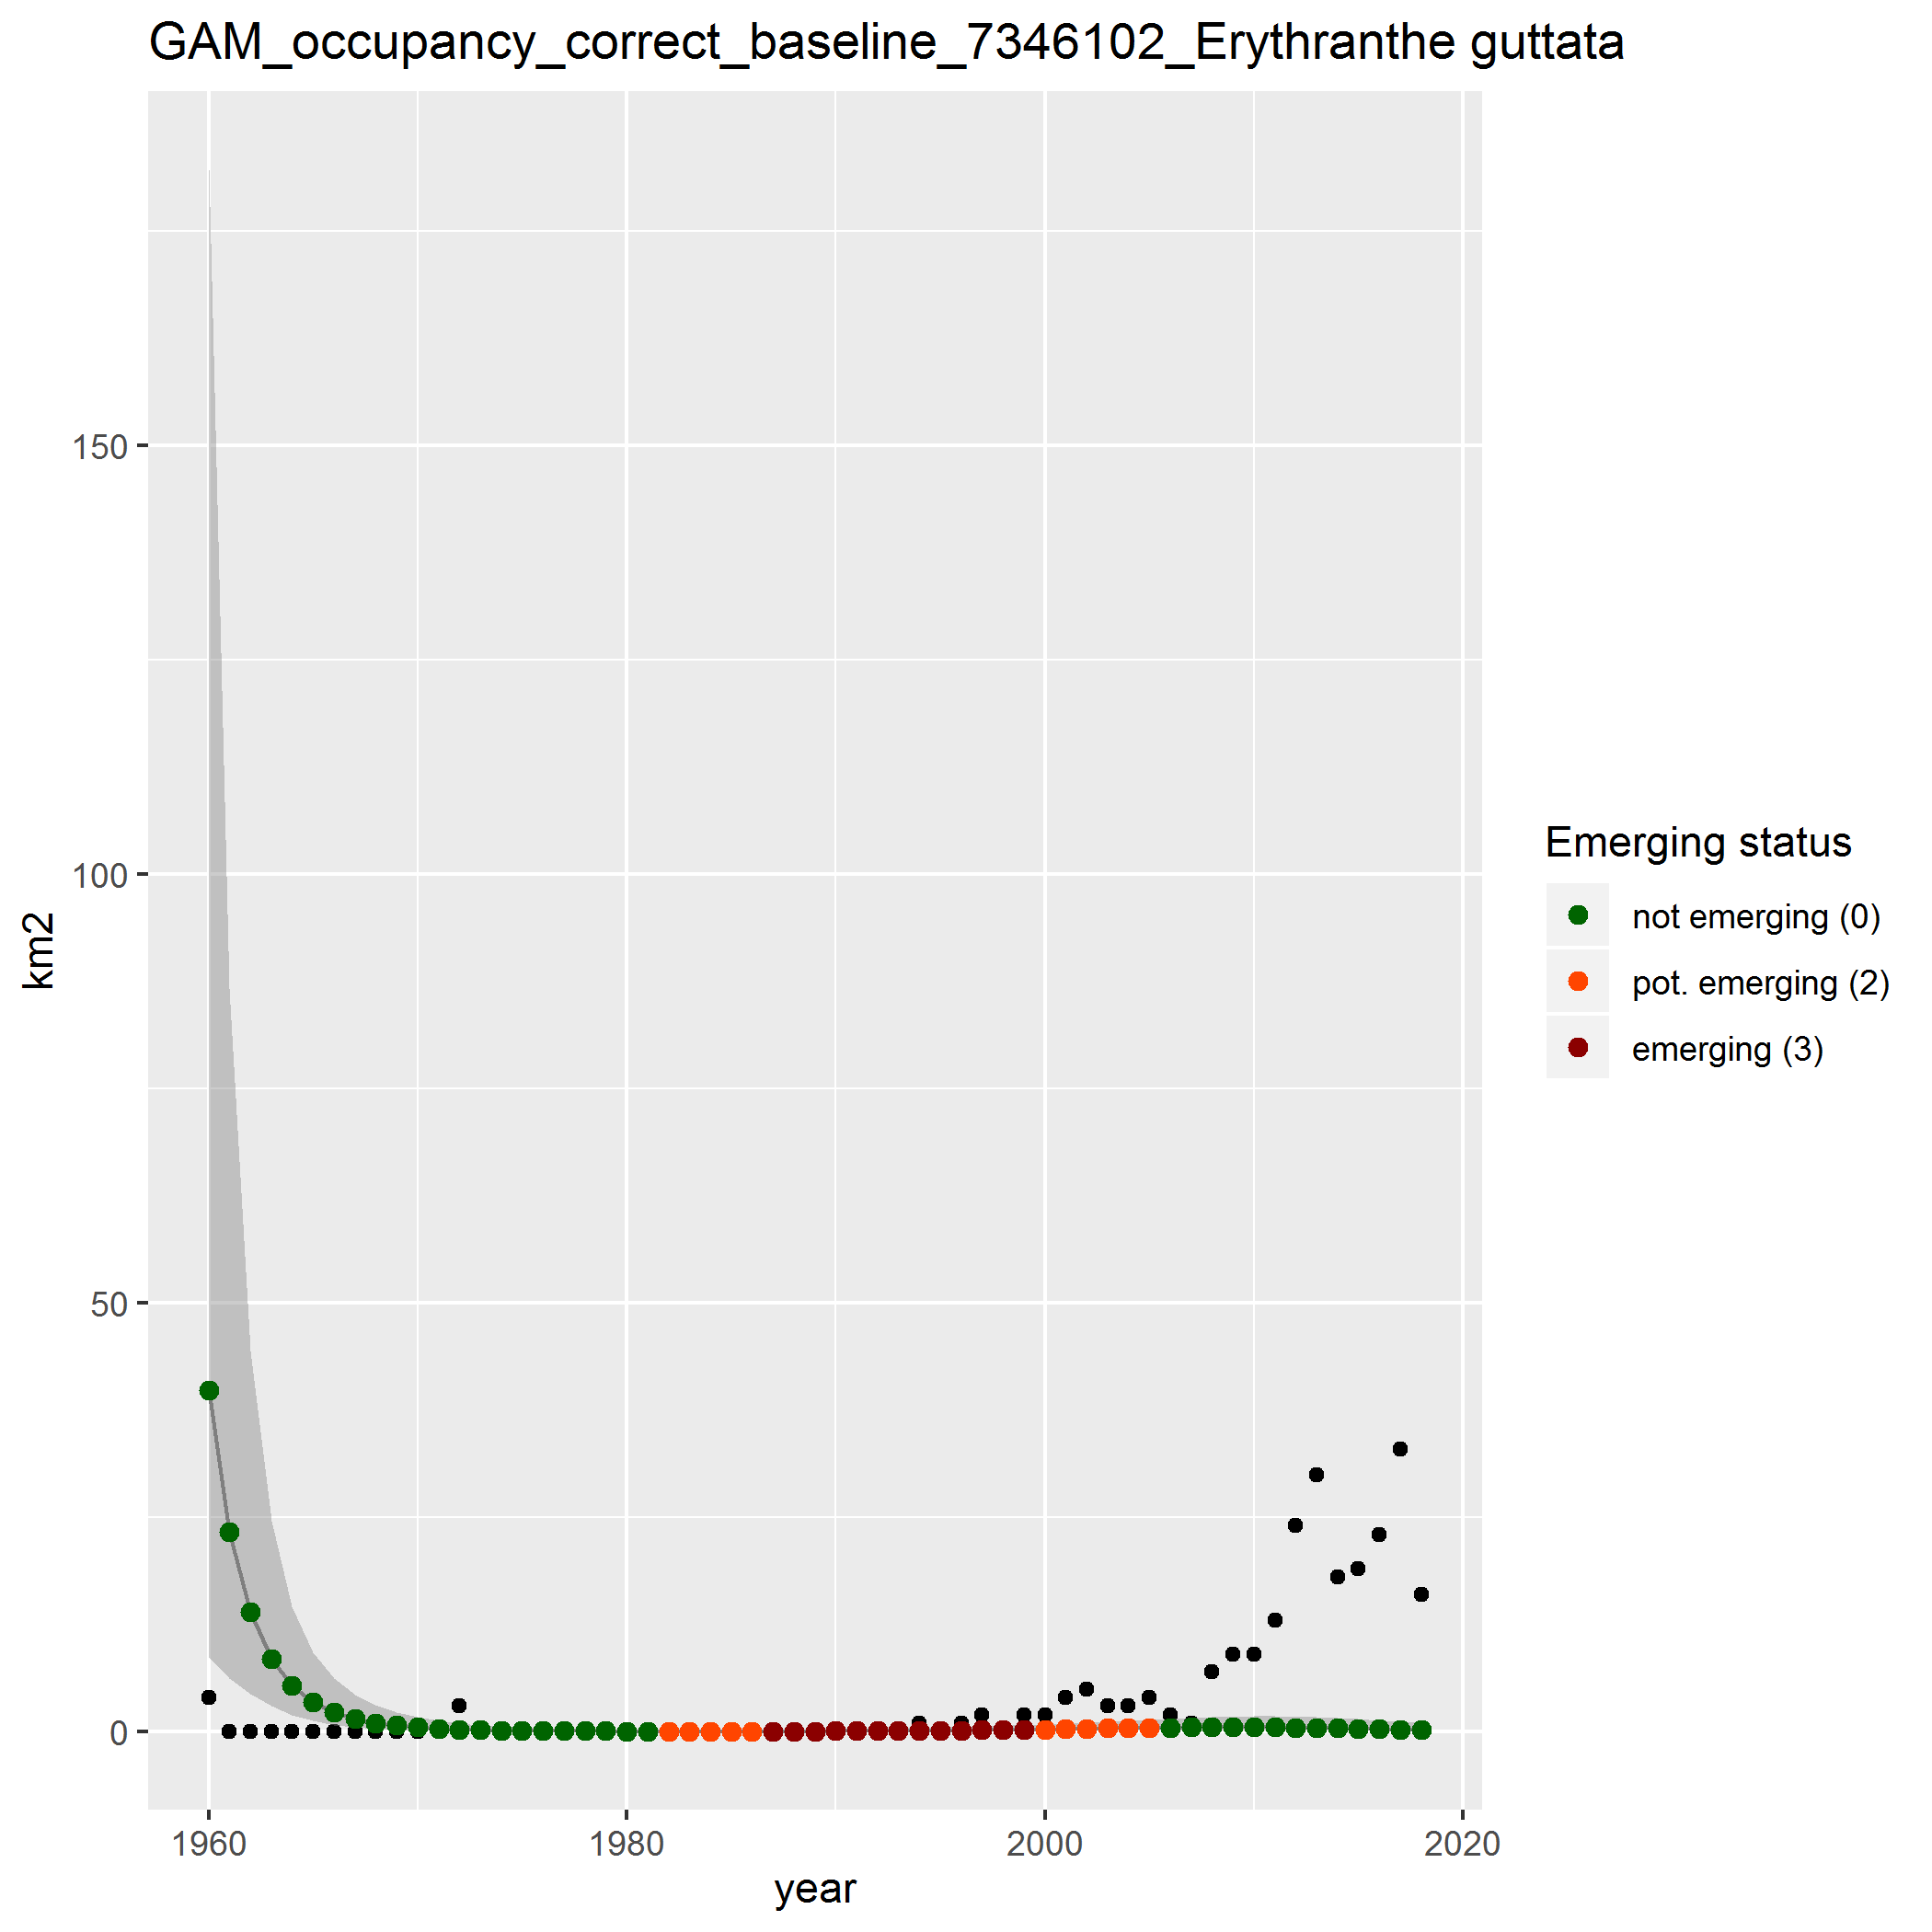 GAM_occupancy_correct_baseline_7346102_Erythranthe guttata
150
100
50
0
km2
1960
1980
2000
2020
year
Emerging status
not emerging (0)
pot. emerging (2)
emerging (3)